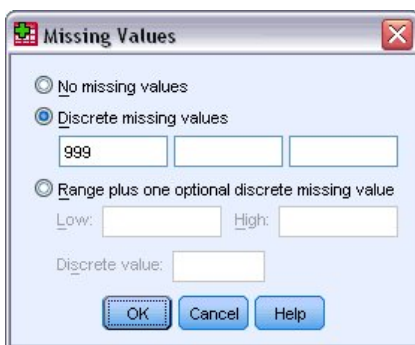 Missing Values
No missing values
Discrete missing values
999
Range plus one optional discrete missing value
Low: High:
Discrete value:
OK Cancel Help